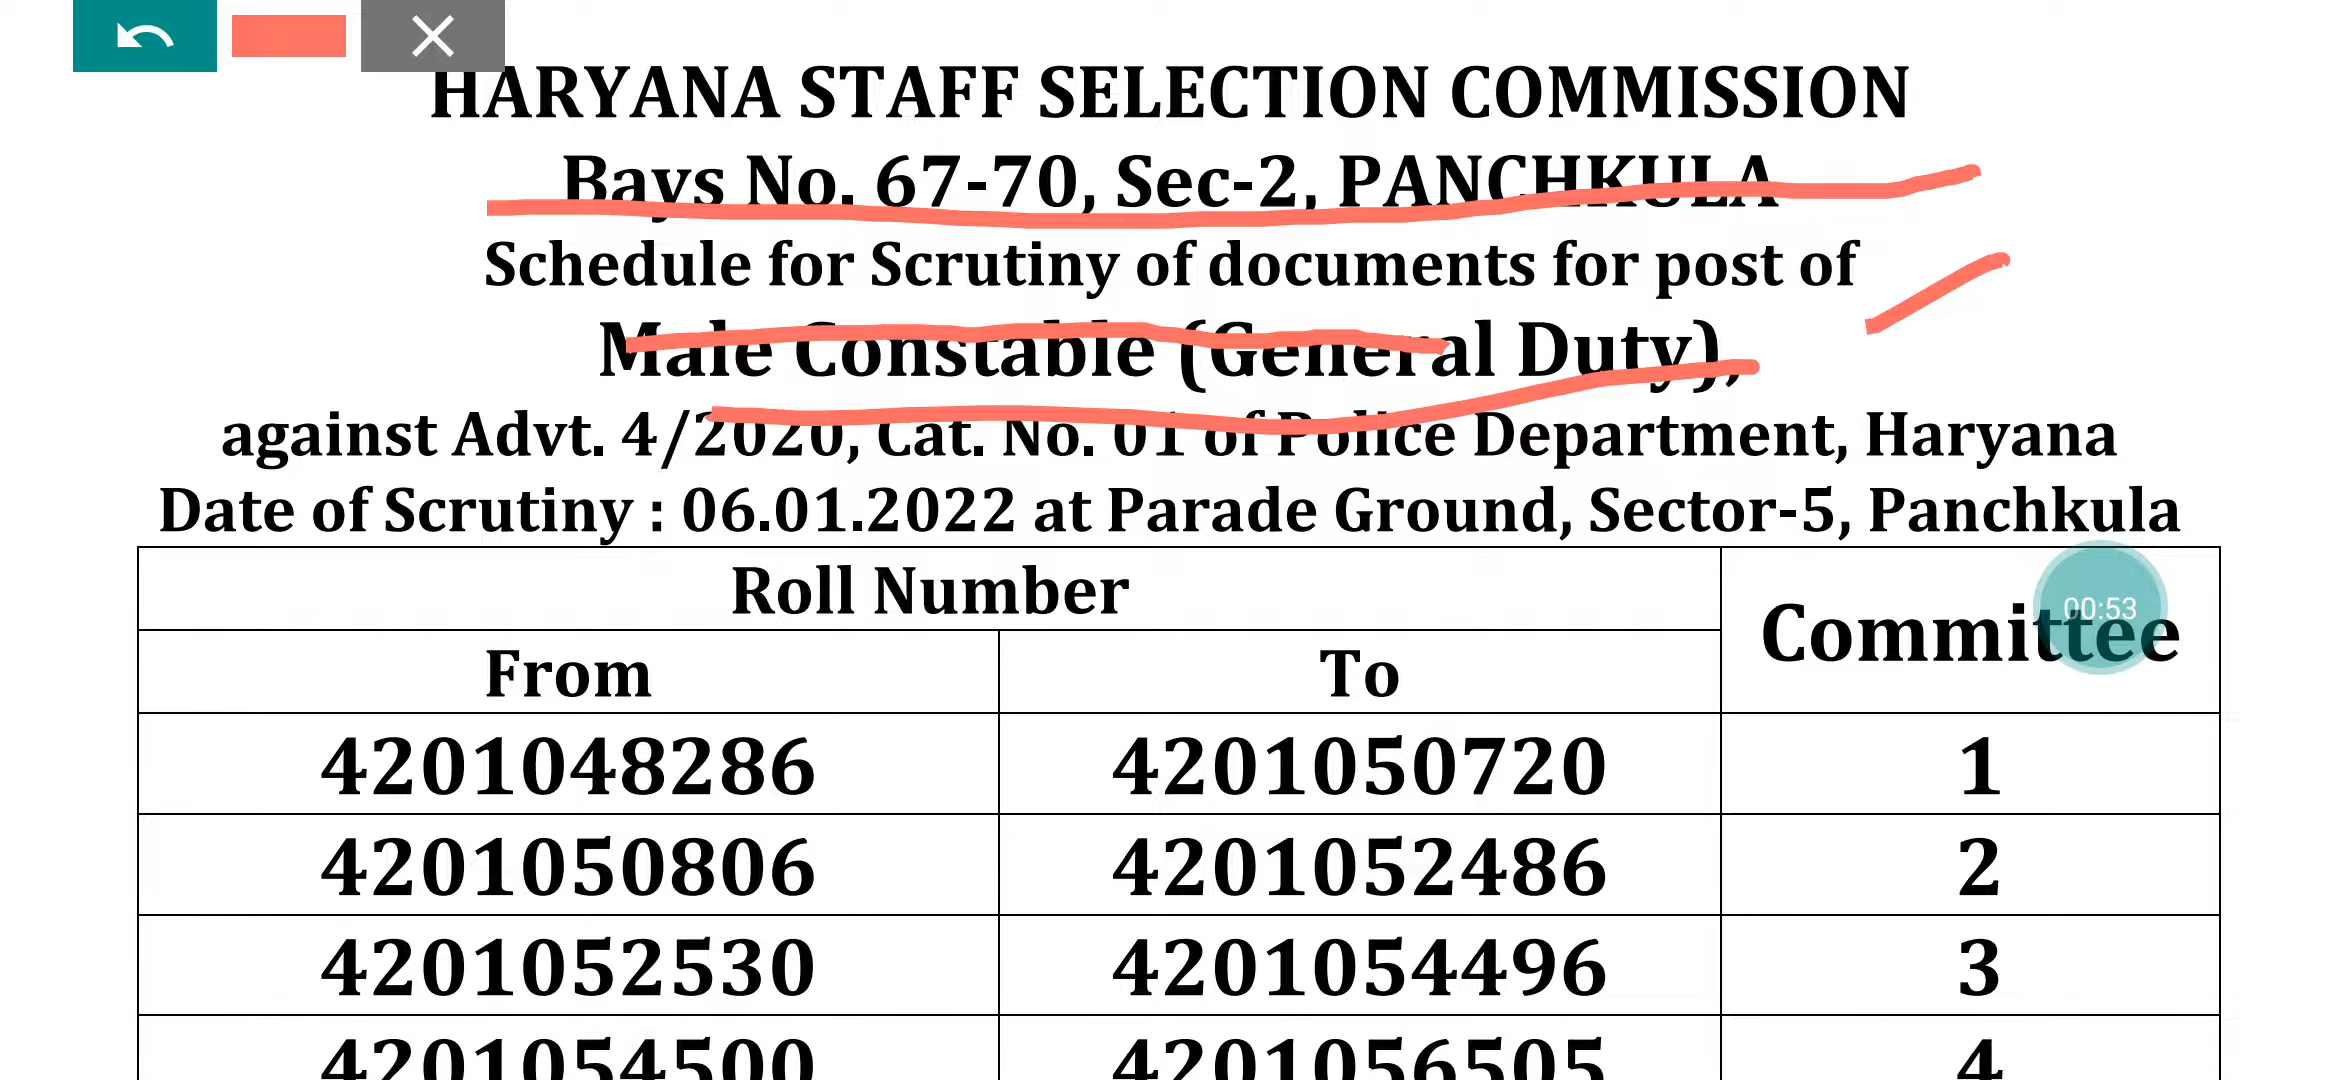 HARYANA STAFF SELECTION COMMISSION
Bays No. 67-70, Sec-2, PANCHKULA
Schedule for Scrutiny of documents for post of
Male Constable (General Duty),
against Advt. 4/2020, Cat. No. 01 of Police Department, Haryana
Date of Scrutiny : 06.01.2022 at Parade Ground, Sector-5, Panchkula
Roll Number
Committee
00:53
From To
4201048286 4201050720 1
4201050806 4201052486 2
4201052530 4201054496 3
4201054500 4201056505 4